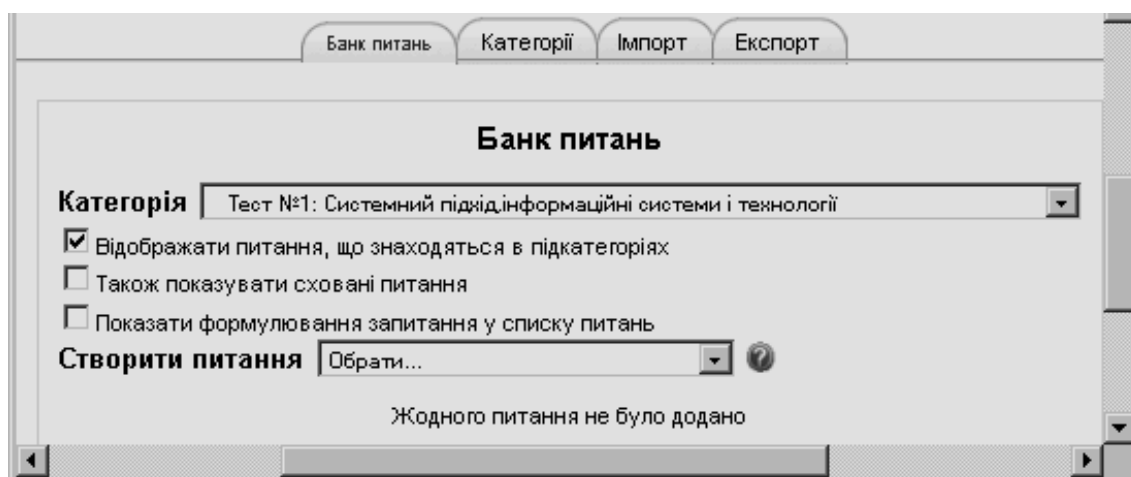 Банк питань Категорії Імпорт Експорт
Банк питань
Категорія Тест №1: Системний підхід,інформаційні системи і технології
Відображати питання, що знаходяться в підкатегоріях
Також показувати сховані питання
Показати формулювання запитання у списку питань
Створити питання Обрати...
Жодного питання не було додано